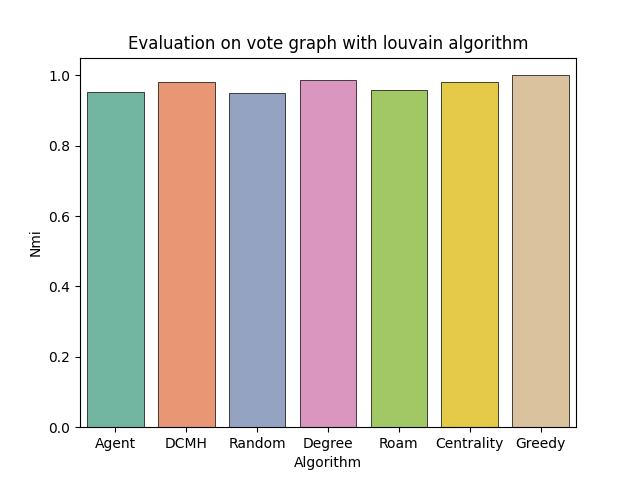 Evaluation on vote graph with louvain algorithm
1.0
0.8
0.6
0.4
0.2
0.0
Nmi
Agent DCMH Random Degree Roam Centrality Greedy
Algorithm